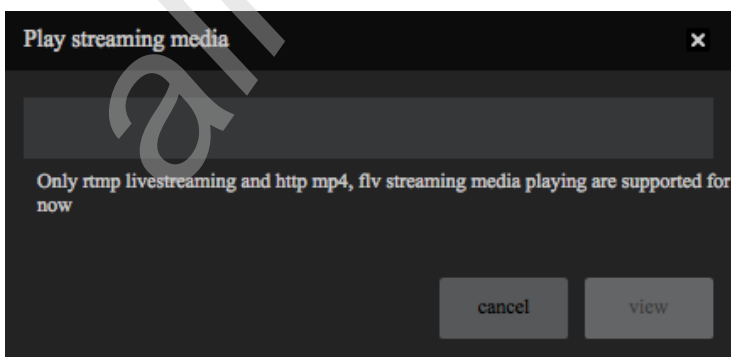 Play streaming media
Only rtmp livestreaming and http mp4, flv streaming media playing are supported for
now
cancel view